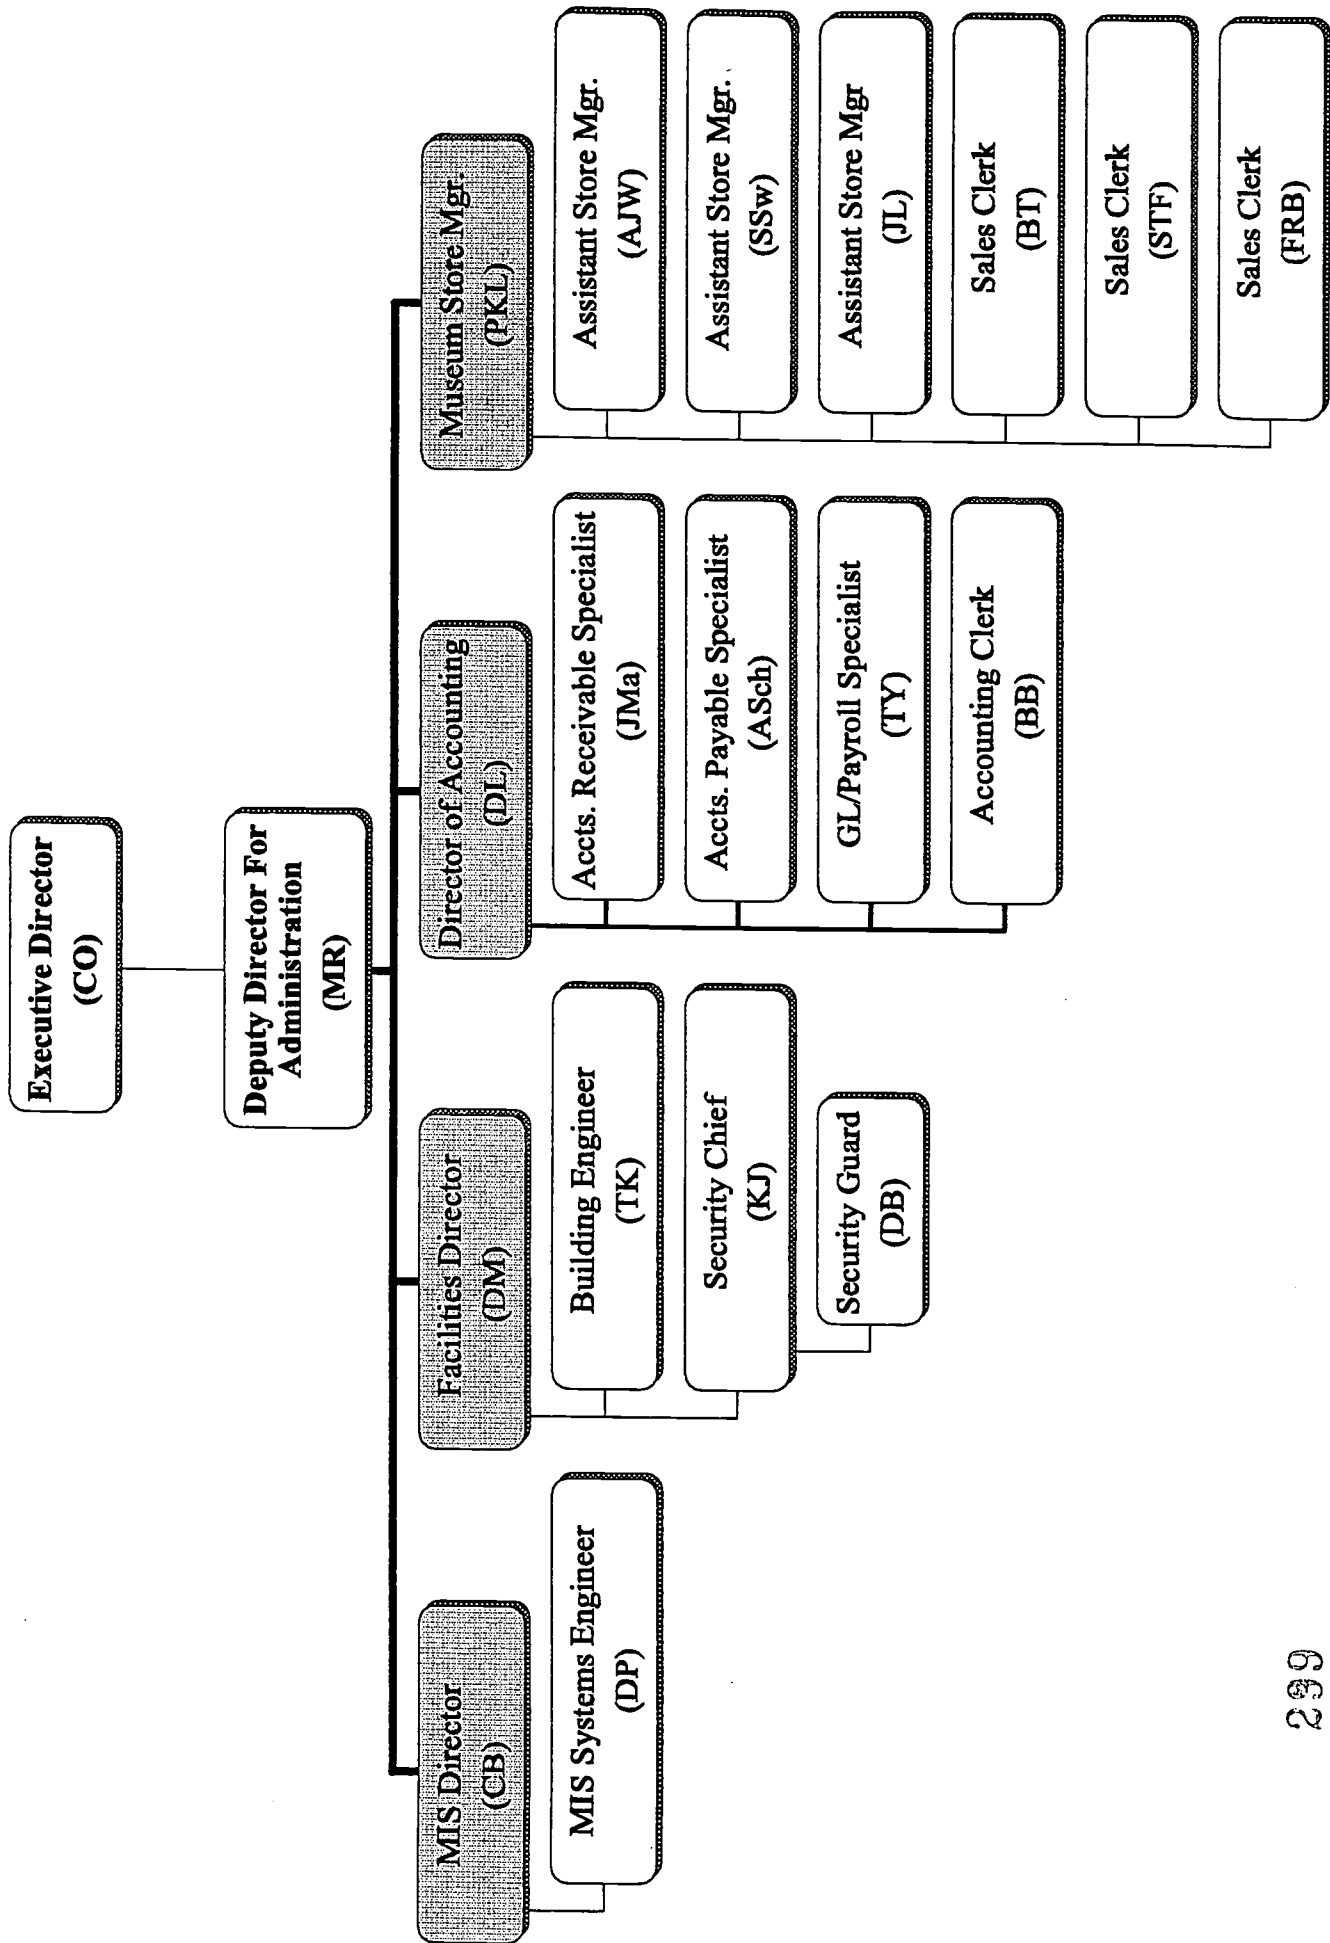 Executive Director
(CO)
Deputy Director For
Administration
(MR)
MIS Director
(CB)
MIS Systems Engineer
(DP)
Facilities Director
(DM)
Building Engineer
(TK)
Security Chief
(KJ)
Security Guard
(DB)
Director of Accounting
(DL)
Accts. Receivable Specialist
(JMa)
Accts. Payable Specialist
(ASch)
GL/Payroll Specialist
(TY)
Accounting Clerk
(BB)
Museum Store Mgr.
(PKL)
Assistant Store Mgr.
(AJW)
Assistant Store Mgr.
(SSw)
Assistant Store Mgr
(JL)
Sales Clerk
(BT)
Sales Clerk
(STF)
Sales Clerk
(FRB)
299